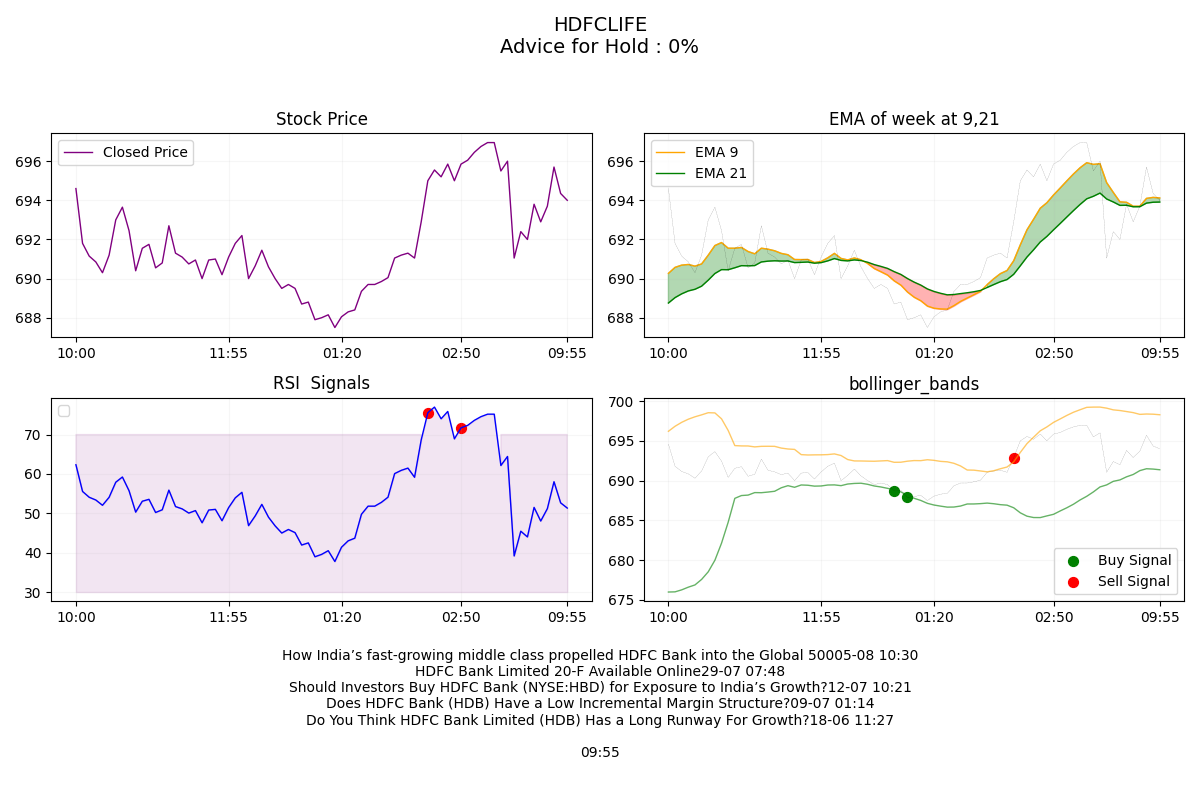 HDFCLIFE
Advice for Hold : 0%
Stock Price
Closed Price
696
694
692
690
688
10:00
11:55
01:20
02:50
09:55
EMA of week at 9,21
EMA 9
EMA 21
696
694
692
690
688
10:00
11:55
01:20
02:50
09:55
RSI  Signals
70
60
50
40
30
10:00
11:55
01:20
02:50
09:55
bollinger_bands
700
695
690
685
680
675
Buy Signal
Sell Signal
10:00
11:55
01:20
02:50
09:55
How India’s fast-growing middle class propelled HDFC Bank into the Global 50005-08 10:30
HDFC Bank Limited 20-F Available Online29-07 07:48
Should Investors Buy HDFC Bank (NYSE:HBD) for Exposure to India’s Growth?12-07 10:21
Does HDFC Bank (HDB) Have a Low Incremental Margin Structure?09-07 01:14
Do You Think HDFC Bank Limited (HDB) Has a Long Runway For Growth?18-06 11:27
09:55